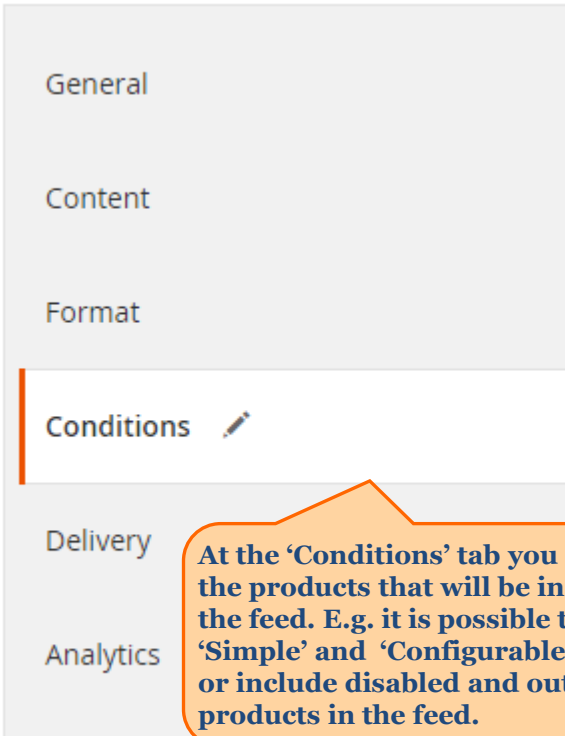 General
Content
Format
Conditions
Delivery
Analytics
At the ‘Conditions’ tab you
the products that will be in
the feed. E.g. it is possible
‘Simple’ and ‘Configurable
or include disabled and out
products in the feed.